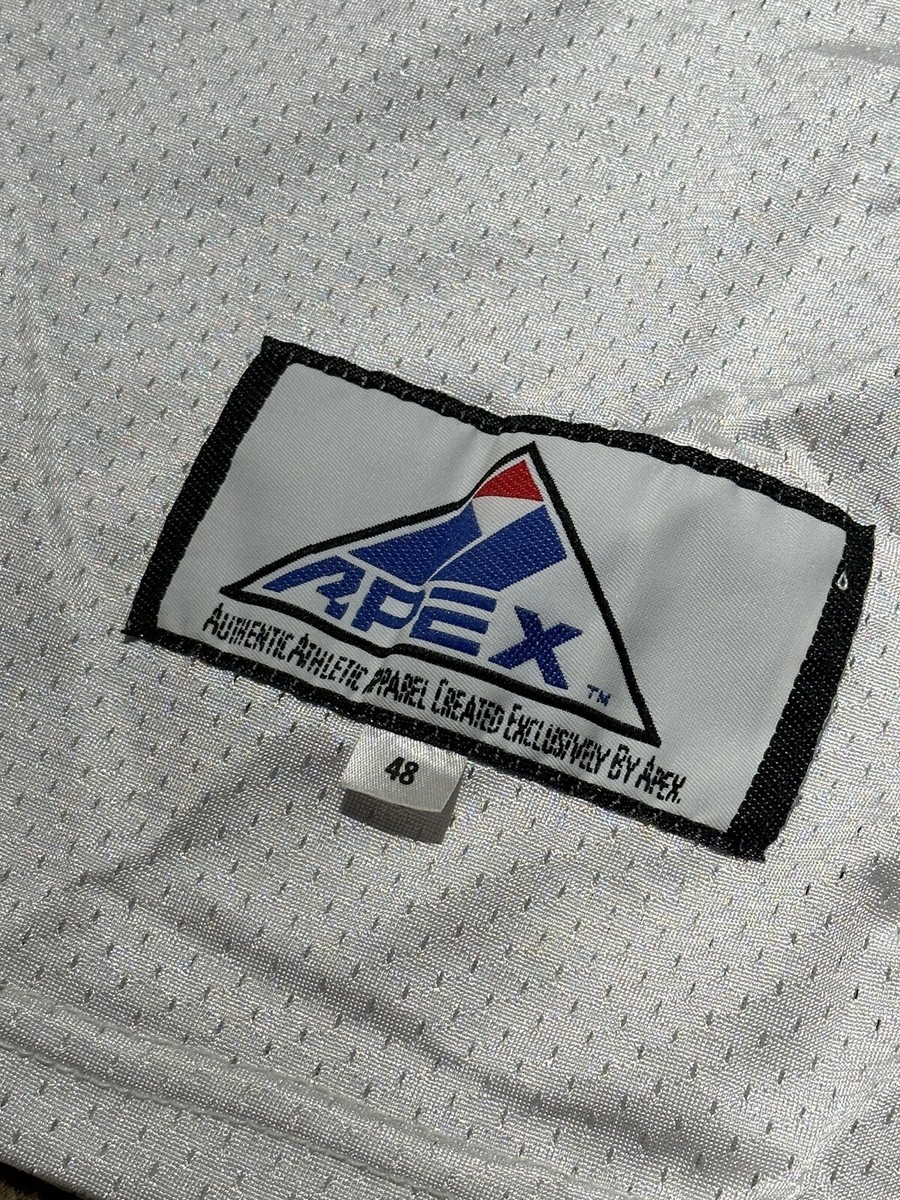 APEX
TM
AUTHENTIC ATHLETIC APPAREL CREATED EXCLUSIVELY BY APEX.
48